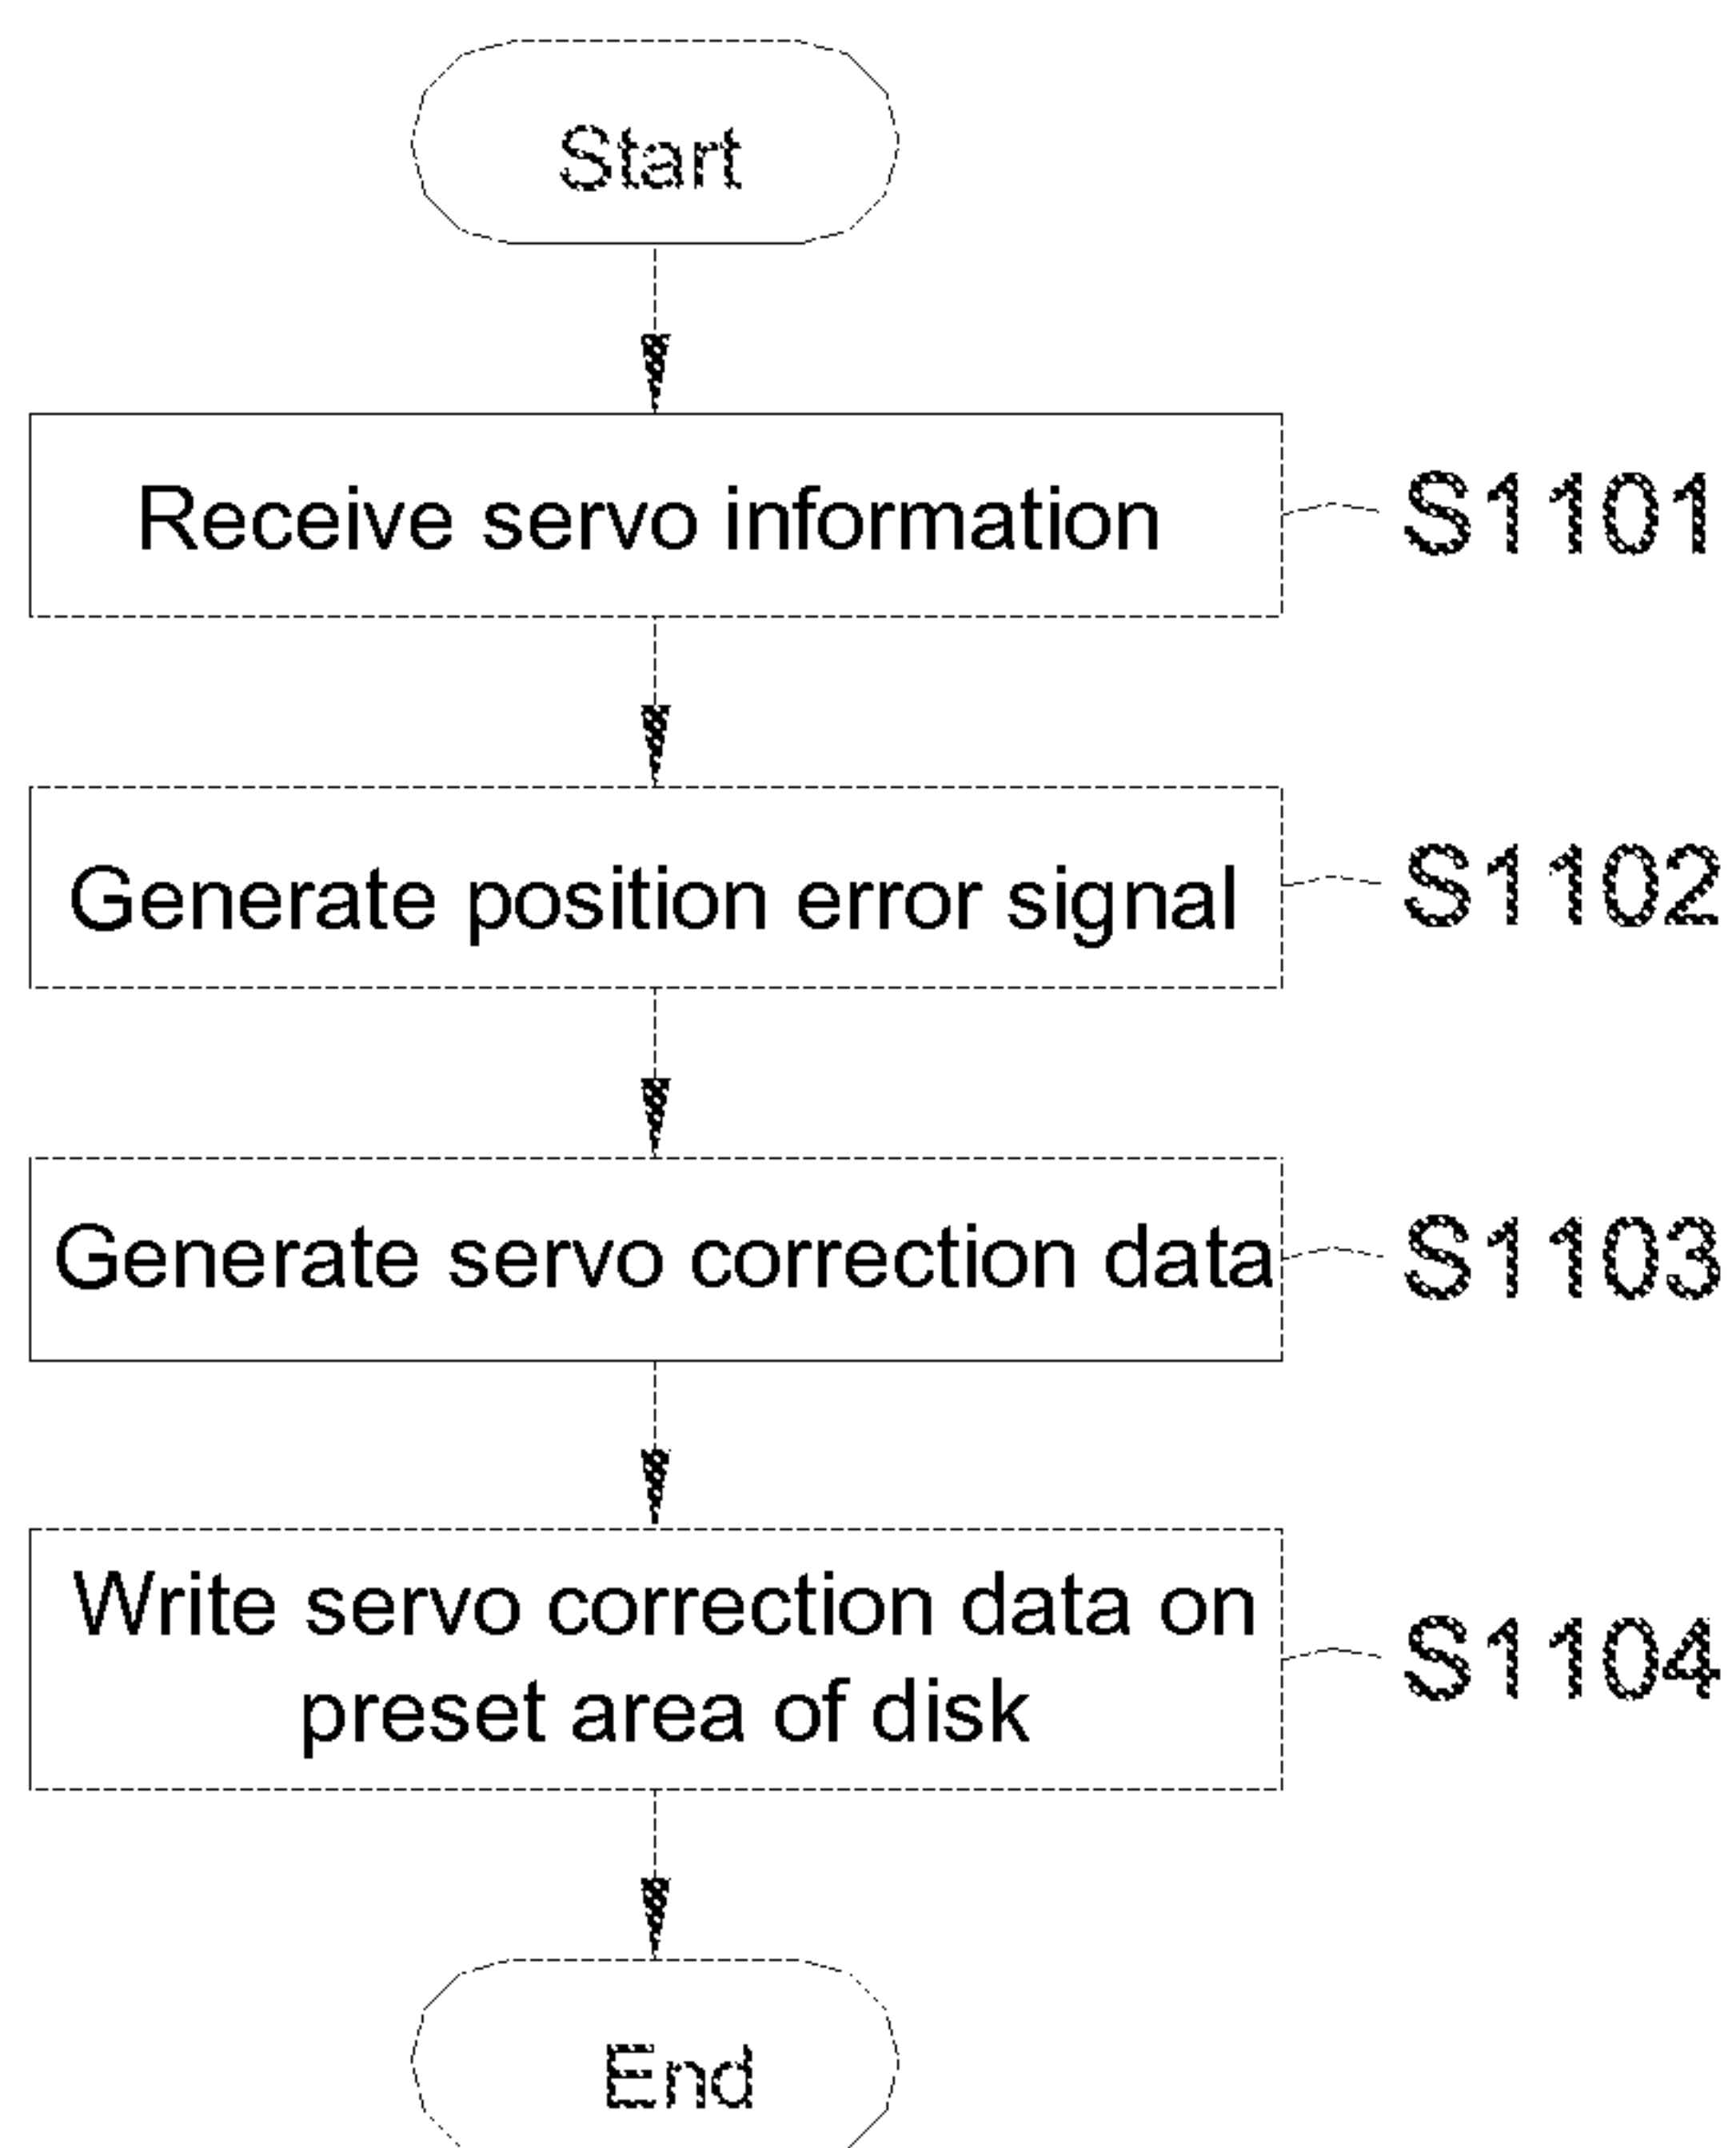 Start
Receive servo information
S1101
Generate position error signal
S1102
Generate servo correction data
S1103
Write servo correction data on
preset area of disk
S1104
End